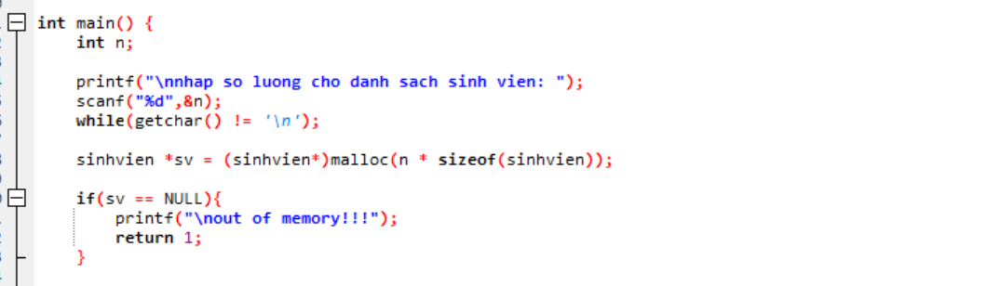 int main() {
    int n;
    printf("\nnhap so luong cho danh sach sinh vien: ");
    scanf("%d",&n);
    while(getchar() != '\n');
    sinhvien *sv = (sinhvien*)malloc(n * sizeof(sinhvien));
    if(sv == NULL){
        printf("\nout of memory!!!");
        return 1;
    }